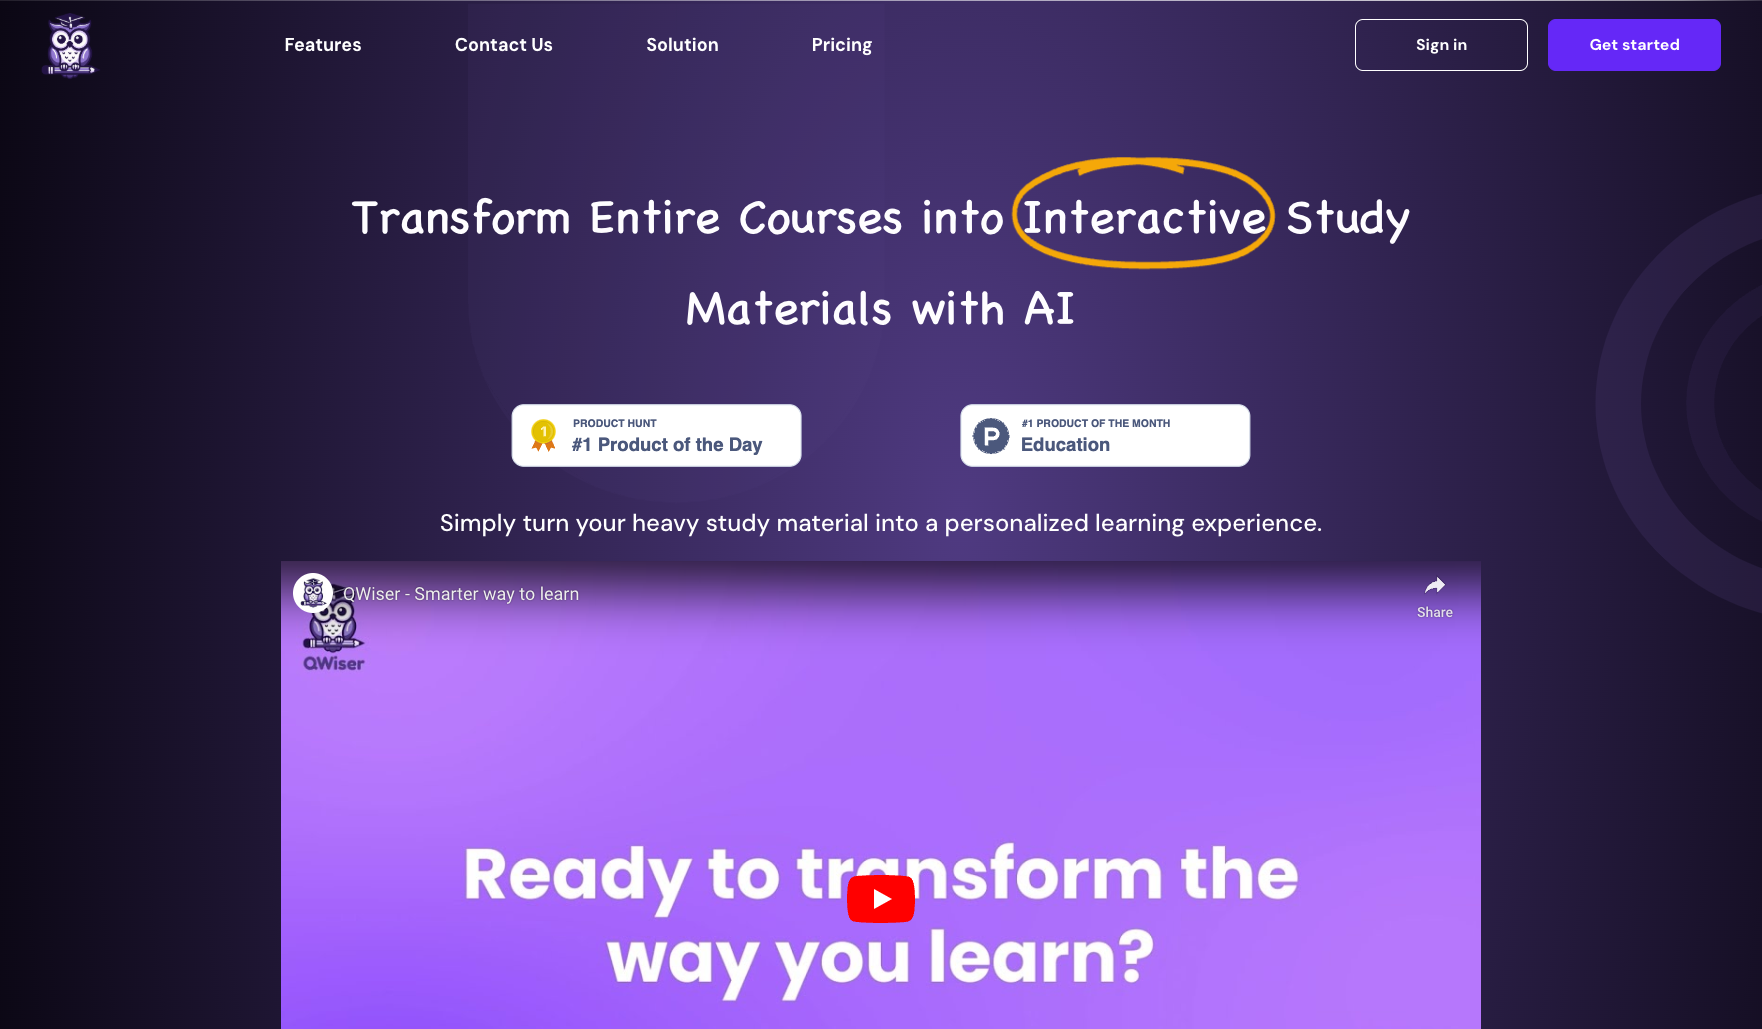 Features
Contact Us
Solution
Pricing
Sign in
Get started
Transform Entire Courses into Interactive Study
Materials with AI
1
PRODUCT HUNT
#1 Product of the Day
P
#1 PRODUCT OF THE MONTH
Education
Simply turn your heavy study material into a personalized learning experience.
QWiser - Smarter way to learn
Share
QWiser
Ready to transform the
way you learn?